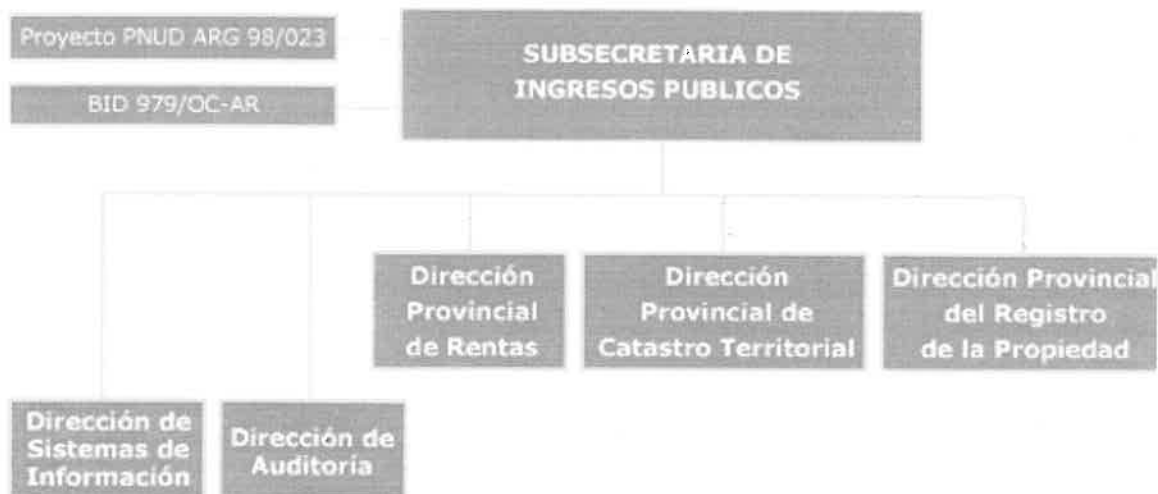 Proyecto PNUD ARG 98/023
BID 979/OC-AR
SUBSECRETARIA DE
INGRESOS PUBLICOS
Dirección
Provincial
de Rentas
Dirección
Provincial de
Catastro Territorial
Dirección Provincial
del Registro
de la Propiedad
Dirección de
Sistemas de
Información
Dirección de
Auditoría